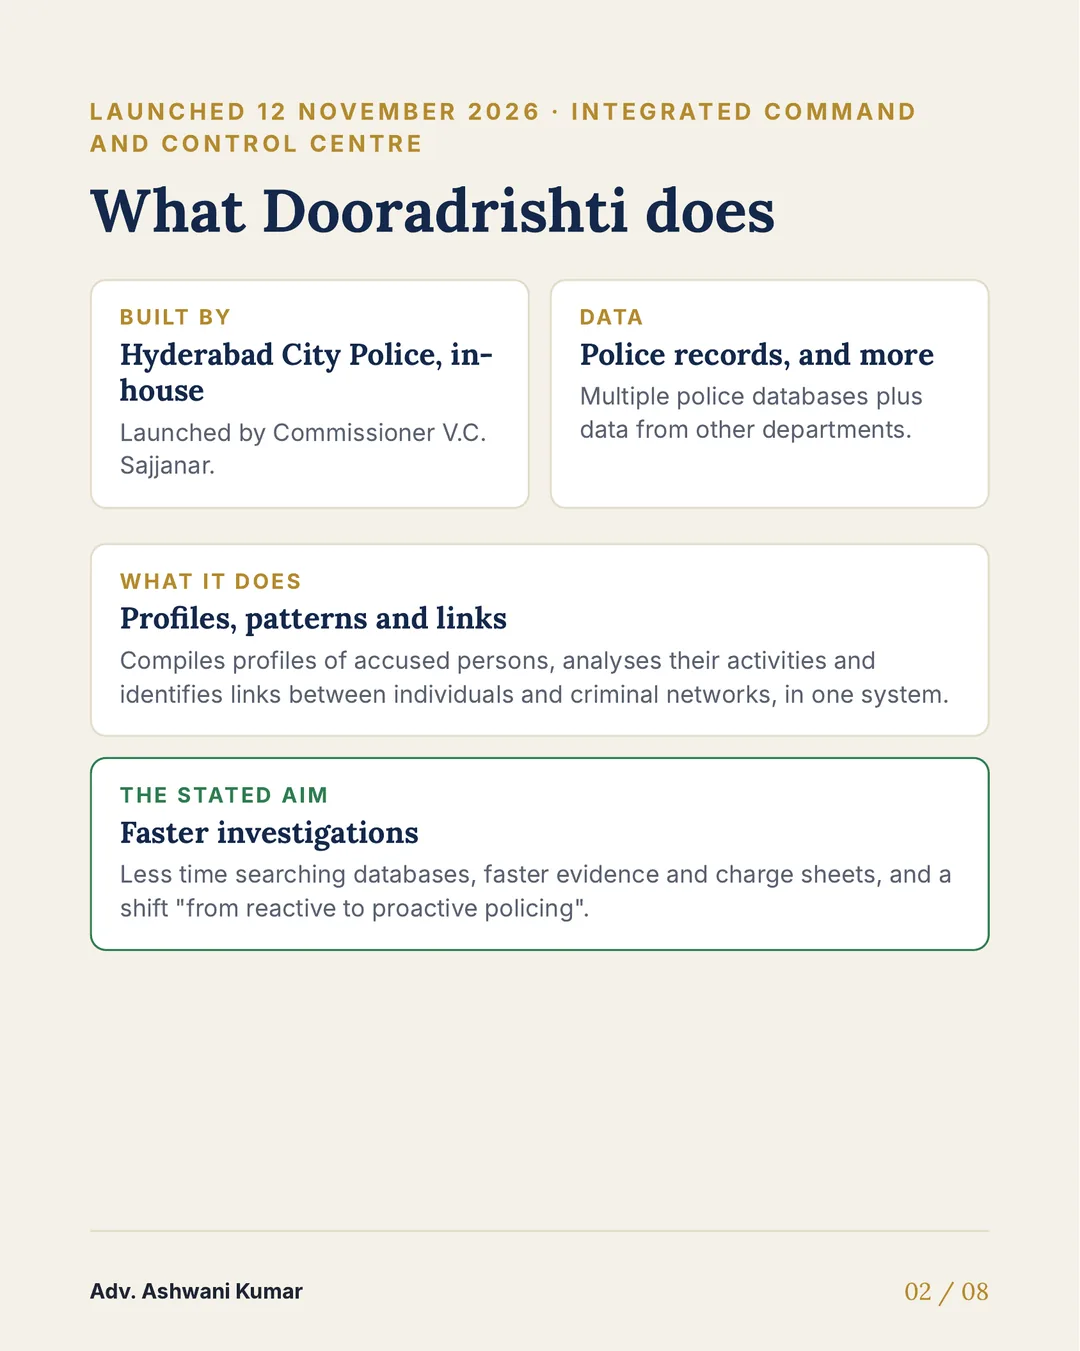 LAUNCHED 12 NOVEMBER 2026 · INTEGRATED COMMAND
AND CONTROL CENTRE
What Dooradrishti does
BUILT BY
Hyderabad City Police, in-
house
Launched by Commissioner V.C.
Sajjanar.
DATA
Police records, and more
Multiple police databases plus
data from other departments.
WHAT IT DOES
Profiles, patterns and links
Compiles profiles of accused persons, analyses their activities and
identifies links between individuals and criminal networks, in one system.
THE STATED AIM
Faster investigations
Less time searching databases, faster evidence and charge sheets, and a
shift "from reactive to proactive policing".
Adv. Ashwani Kumar
02 / 08